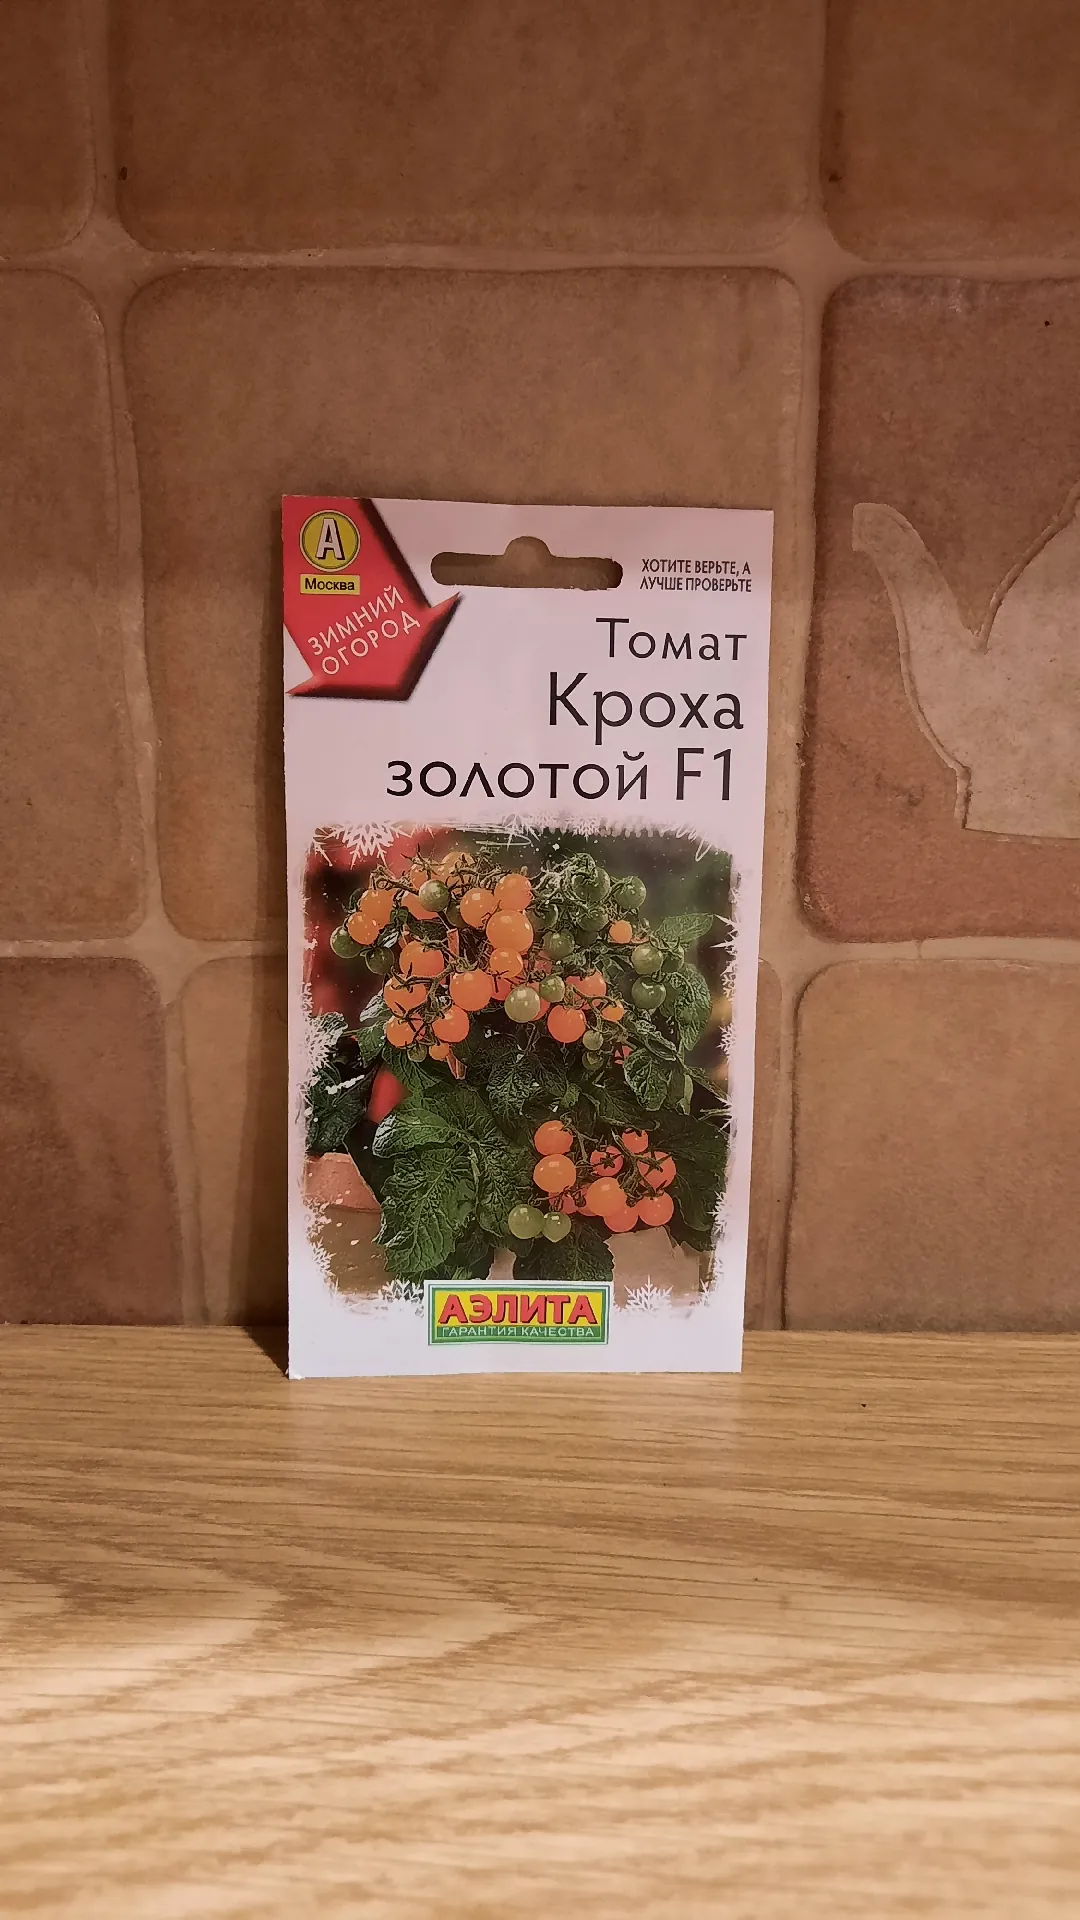 А
Москва
ЗИМНИЙ
ОГОРОД
ХОТИТЕ ВЕРЬТЕ, А
ЛУЧШЕ ПРОВЕРЬТЕ
Томат
Кроха
золотой F1
АЭЛИТА
ГАРАНТИЯ КАЧЕСТВА